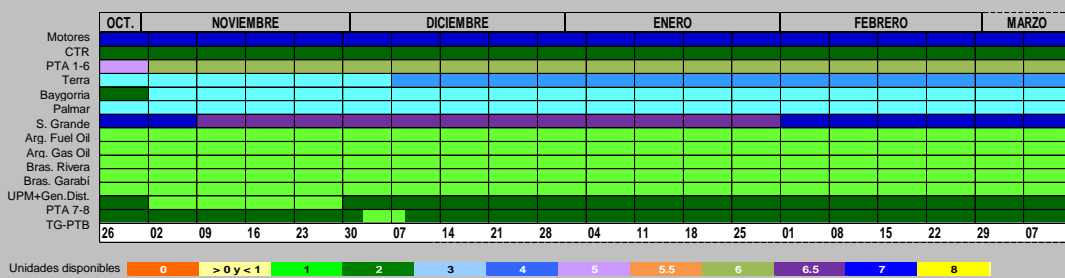 OCT. NOVIEMBRE DICIEMBRE ENERO FEBRERO MARZO
Motores
CTR
PTA 1-6
Terra
Baygorria
Palmar
S. Grande
Arg. Fuel Oil
Arg. Gas Oil
Bras. Rivera
Bras. Garabí
UPM+Gen.Dist.
PTA 7-8
TG-PTB
26 02 09 16 23 30 07 14 21 28 04 11 18 25 01 08 15 22 29 07
Unidades disponibles 0 > 0 y < 1 1 2 3 4 5 5.5 6 6.5 7 8